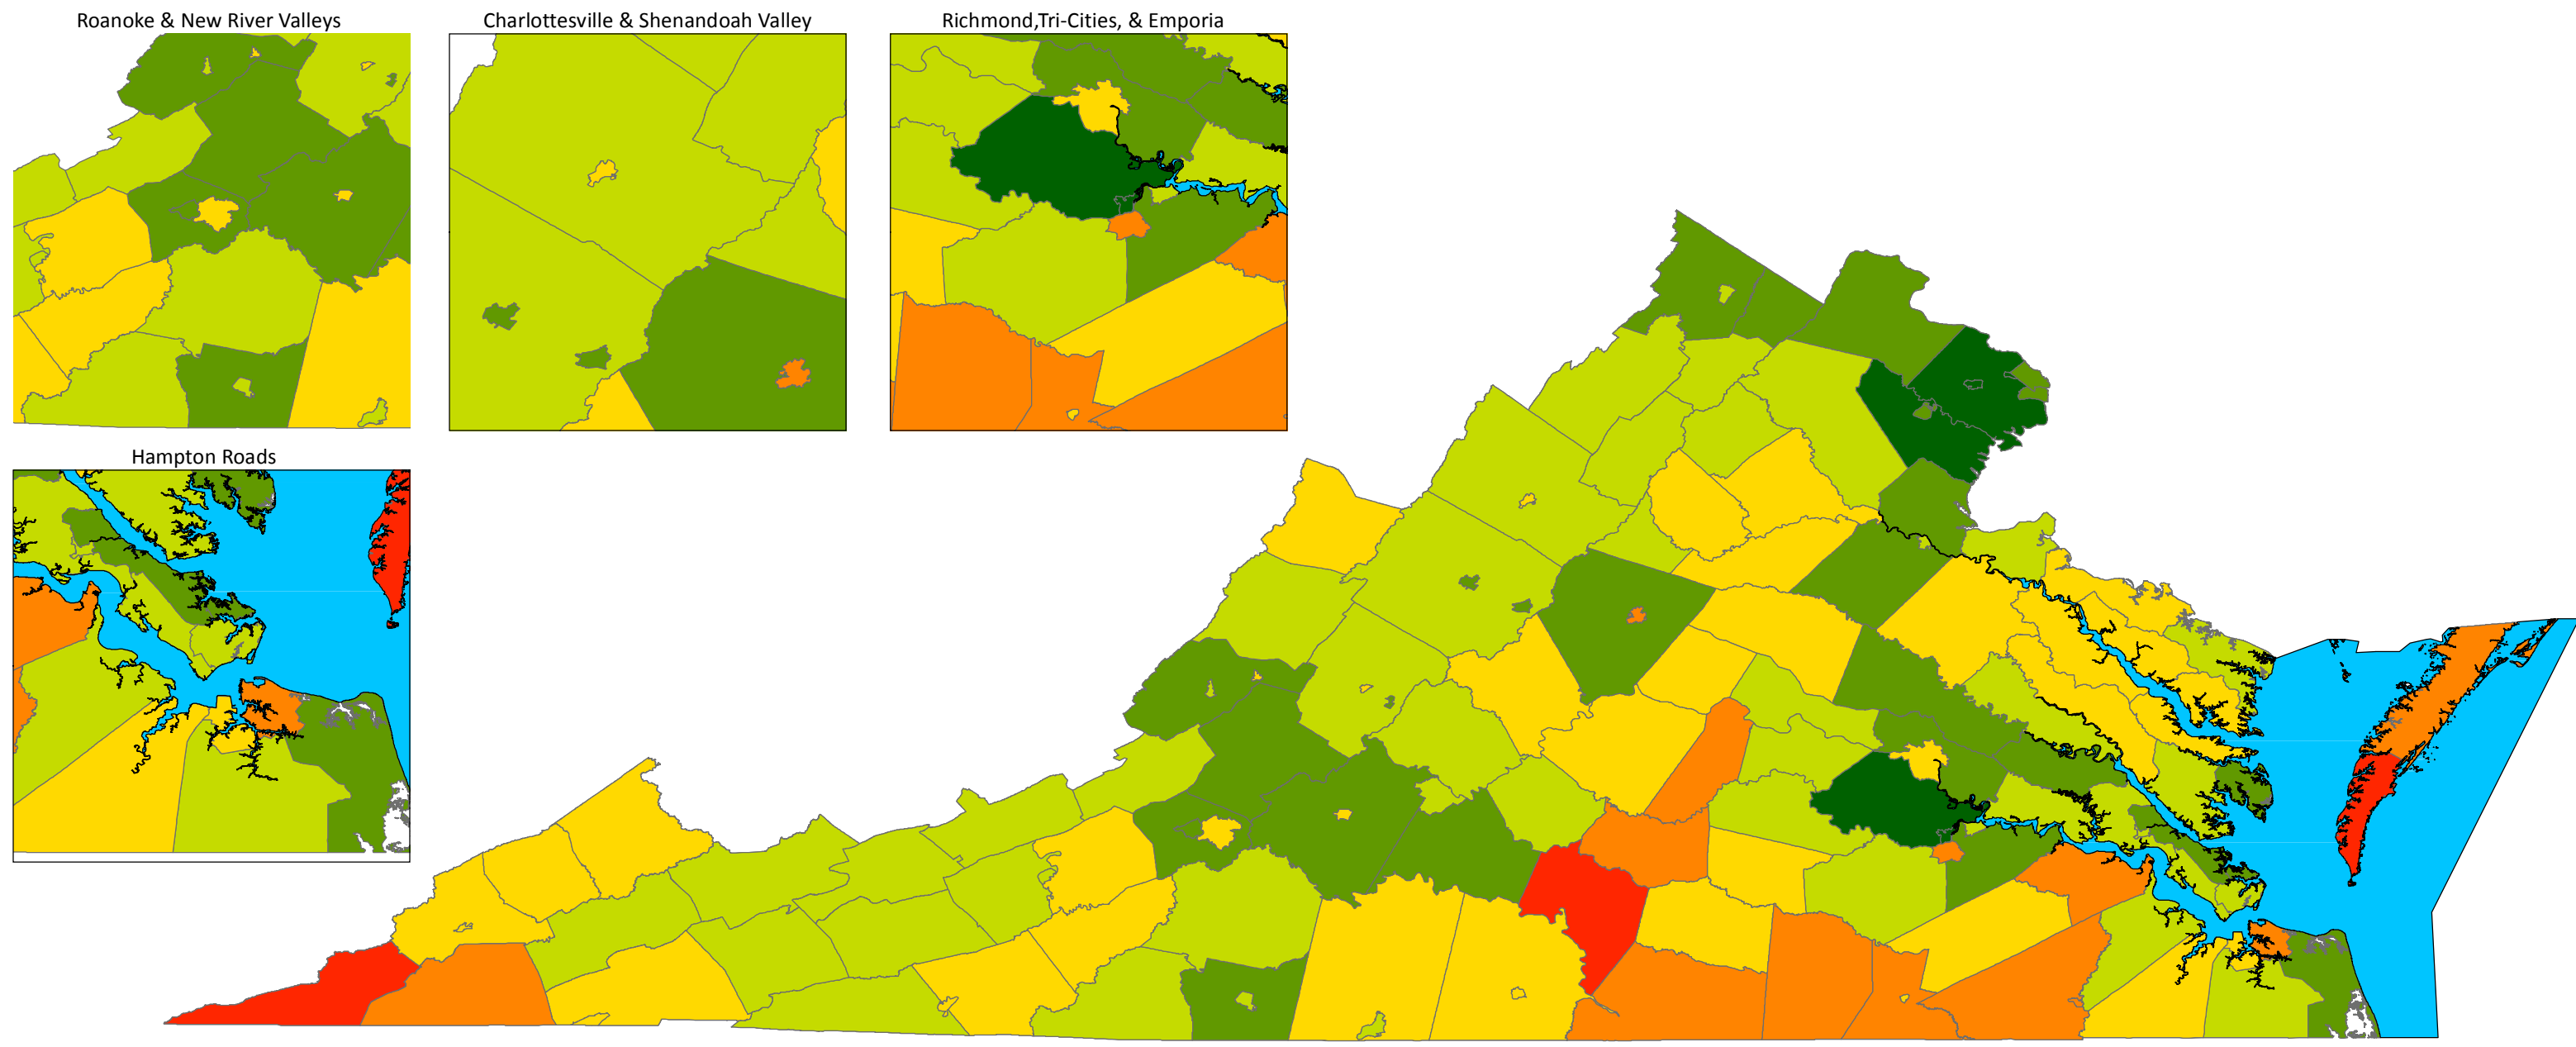 Roanoke & New River Valleys
Charlottesville & Shenandoah Valley
Richmond,Tri-Cities, & Emporia
Hampton Roads